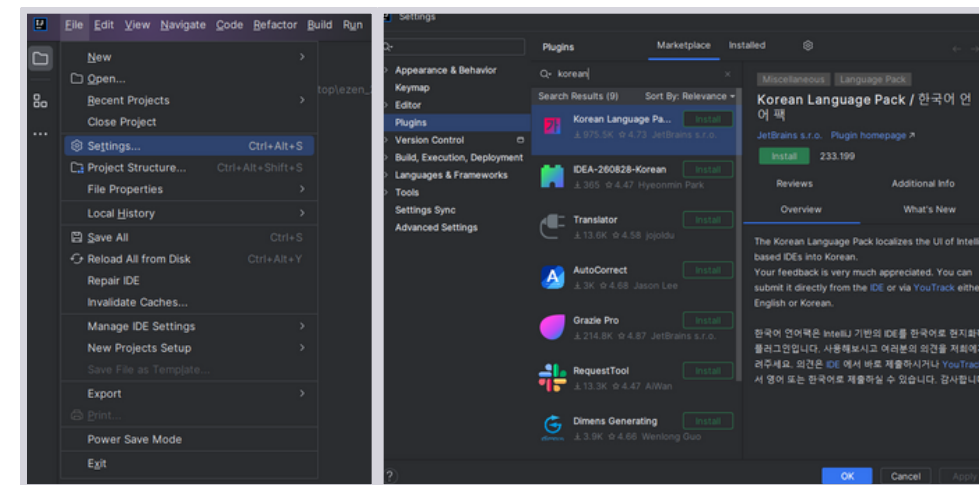 File Edit View Navigate Code Refactor Build Run
New
Open...
Recent Projects
Close Project
Settings... Ctrl+Alt+S
Project Structure... Ctrl+Alt+Shift+S
File Properties
Local History
Save All Ctrl+S
Reload All from Disk Ctrl+Alt+Y
Repair IDE
Invalidate Caches...
Manage IDE Settings
New Projects Setup
Save File as Template...
Export
Print...
Power Save Mode
Exit
top\ezen_
Settings
Appearance & Behavior
Keymap
Editor
Plugins
Version Control
Build, Execution, Deployment
Languages & Frameworks
Tools
Settings Sync
Advanced Settings
Plugins Marketplace Installed
korean
Search Results (9) Sort By: Relevance
Korean Language Pa... Install
975.5K 4.73 JetBrains s.r.o.
IDEA-260828-Korean Install
365 4.47 Hyeonmin Park
Translator Install
13.6K 4.58 jojoldu
AutoCorrect Install
3K 4.68 Jason Lee
Grazie Pro Install
214.8K 4.87 JetBrains s.r.o.
RequestTool Install
13.3K 4.47 AlWan
Dimens Generating Install
3.9K 4.66 Wenlong Guo
Miscellaneous Language Pack
Korean Language Pack / 한국어 언
어 팩
JetBrains s.r.o. Plugin homepage ↗
Install 233.199
Reviews Additional Info
Overview What's New
The Korean Language Pack localizes the UI of Intelli
based IDEs into Korean.
Your feedback is very much appreciated. You can
submit it directly from the IDE or via YouTrack eithe
English or Korean.
한국어 언어팩은 IntelliJ 기반의 IDE를 한국어로 현지화
플러그인입니다. 사용해보시고 여러분의 의견을 저희에
려주세요. 의견은 IDE 에서 바로 제출하시거나 YouTrac
서 영어 또는 한국어로 제출하실 수 있습니다. 감사합니
? OK Cancel Apply